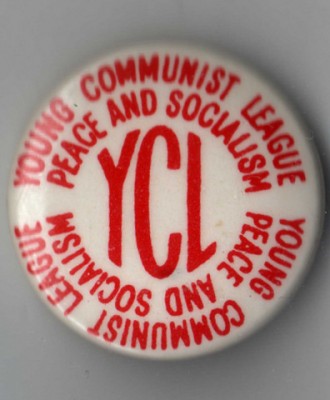 YOUNG COMMUNIST LEAGUE
PEACE AND SOCIALISM
YCL
YOUNG COMMUNIST LEAGUE
PEACE AND SOCIALISM